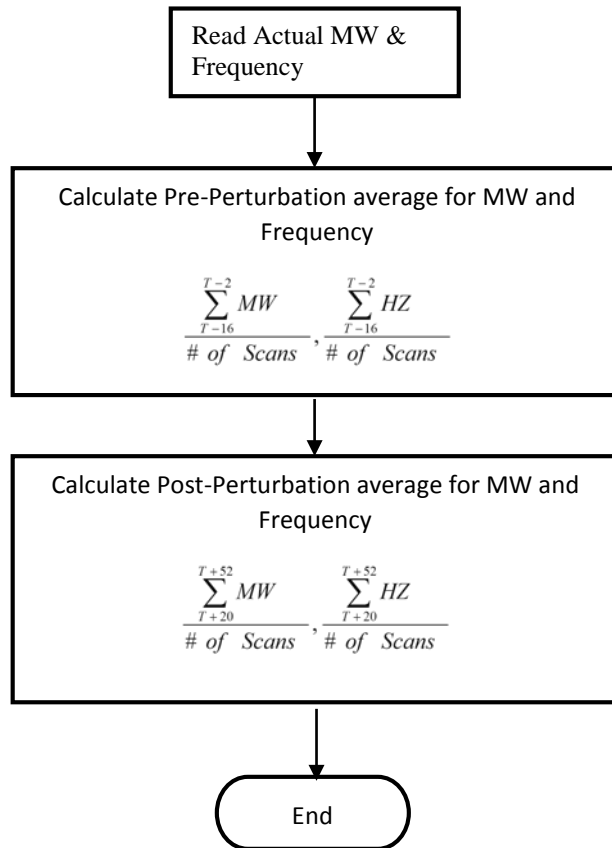 Read Actual MW &
Frequency
Calculate Pre-Perturbation average for MW and
Frequency
T−2 T−2
∑ MW ∑ HZ
T−16 , T−16
# of Scans # of Scans
Calculate Post-Perturbation average for MW and
Frequency
T+52 T+52
∑ MW ∑ HZ
T+20 , T+20
# of Scans # of Scans
End